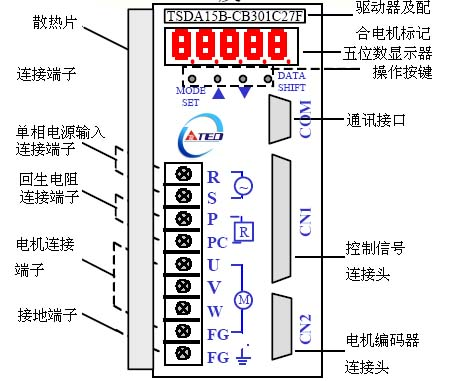 散热片
连接端子
单相电源输入
连接端子
回生电阻
连接端子
电机连接
端子
接地端子
TSDA15B-CB301C27F
88888
MODE
SET
DATA
SHIFT
ATED
R
S
P
PC
U
V
W
FG
FG
R
M
COM
CN1
CN2
驱动器及配
合电机标记
五位数显示器
操作按键
通讯接口
控制信号
连接头
电机编码器
连接头